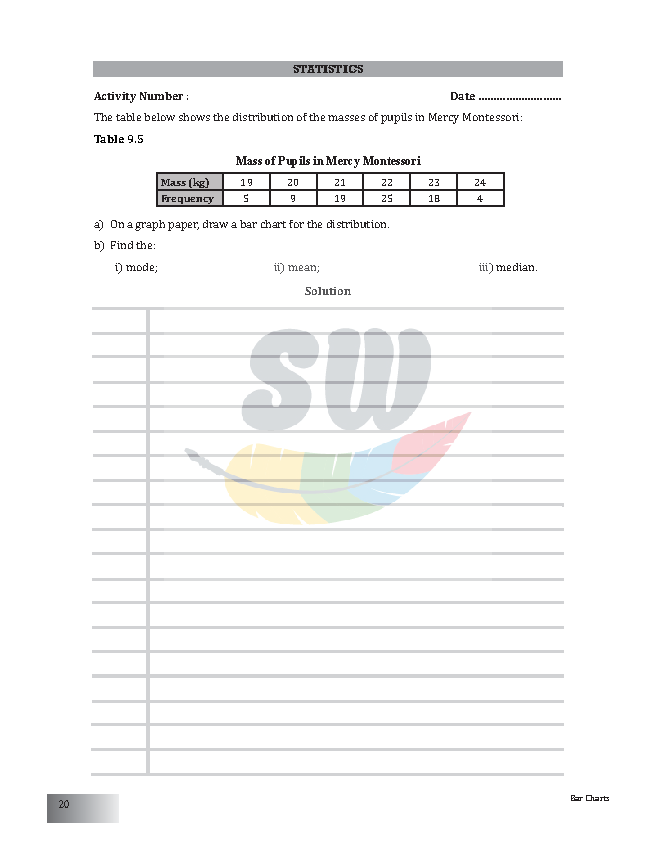 STATISTICS
Activity Number : Date ...........................
The table below shows the distribution of the masses of pupils in Mercy Montessori:
Table 9.5
Mass of Pupils in Mercy Montessori
Mass (kg) 19 20 21 22 23 24
Frequency 5 9 19 25 18 4
a) On a graph paper, draw a bar chart for the distribution.
b) Find the:
i) mode; ii) mean; iii) median.
Solution
SW
20 Bar Charts